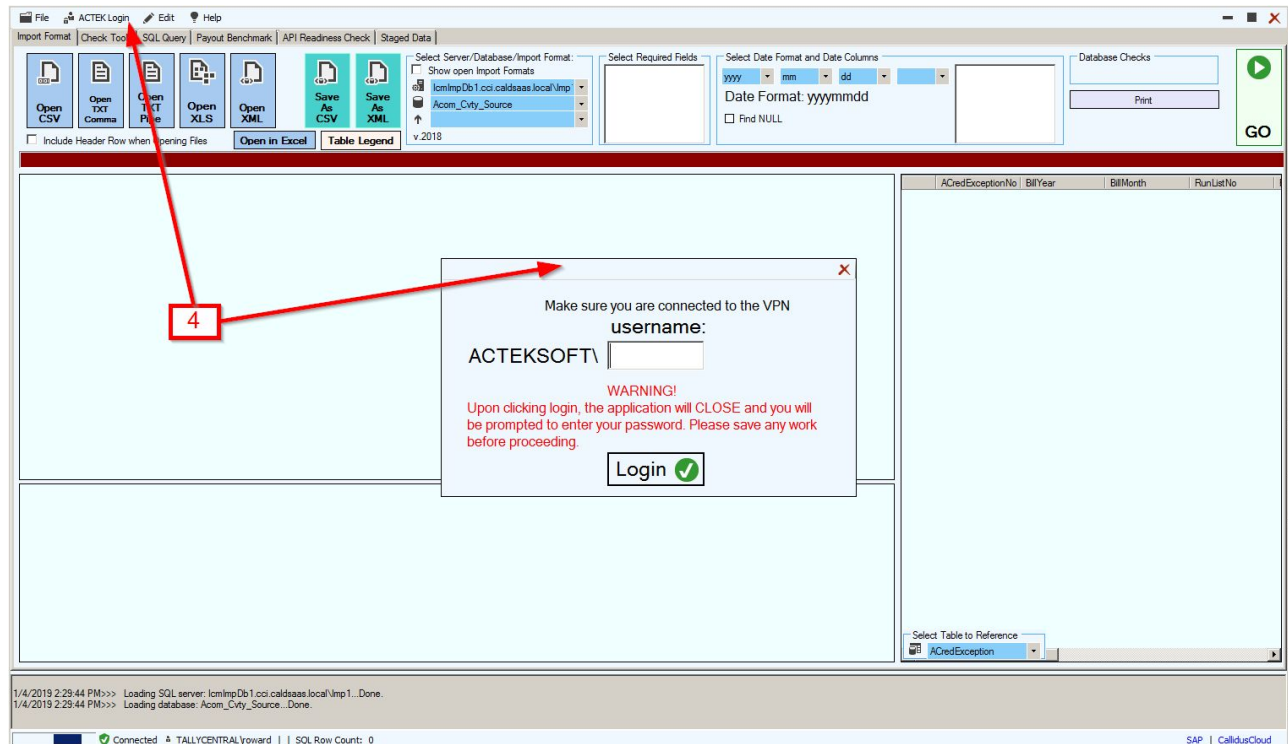 File ACTEK Login Edit Help
Import Format Check Tool SQL Query Payout Benchmark API Readiness Check Staged Data
Open CSV
Open TXT Comma
Open TXT Pipe
Open XLS
Open XML
Save As CSV
Save As XML
Include Header Row when Opening Files
Open in Excel
Table Legend
Select Server/Database/Import Format:
Show open Import Formats
lcmImpDb1.cci.caldsaas.local\Imp
Acom_Cvty_Source
v.2018
Select Required Fields
Select Date Format and Date Columns
yyyy mm dd
Date Format: yyyymmdd
Find NULL
Database Checks
Print
GO
ACredExceptionNo BillYear BillMonth RunListNo
4
Make sure you are connected to the VPN
username:
ACTEKSOFT\
WARNING!
Upon clicking login, the application will CLOSE and you will
be prompted to enter your password. Please save any work
before proceeding.
Login
Select Table to Reference
ACredException
1/4/2019 2:29:44 PM>>> Loading SQL server: lcmImpDb1.cci.caldsaas.local\Imp1...Done.
1/4/2019 2:29:44 PM>>> Loading database: Acom_Cvty_Source...Done.
Connected TALLYCENTRAL\roward | | SQL Row Count: 0
SAP | CallidusCloud